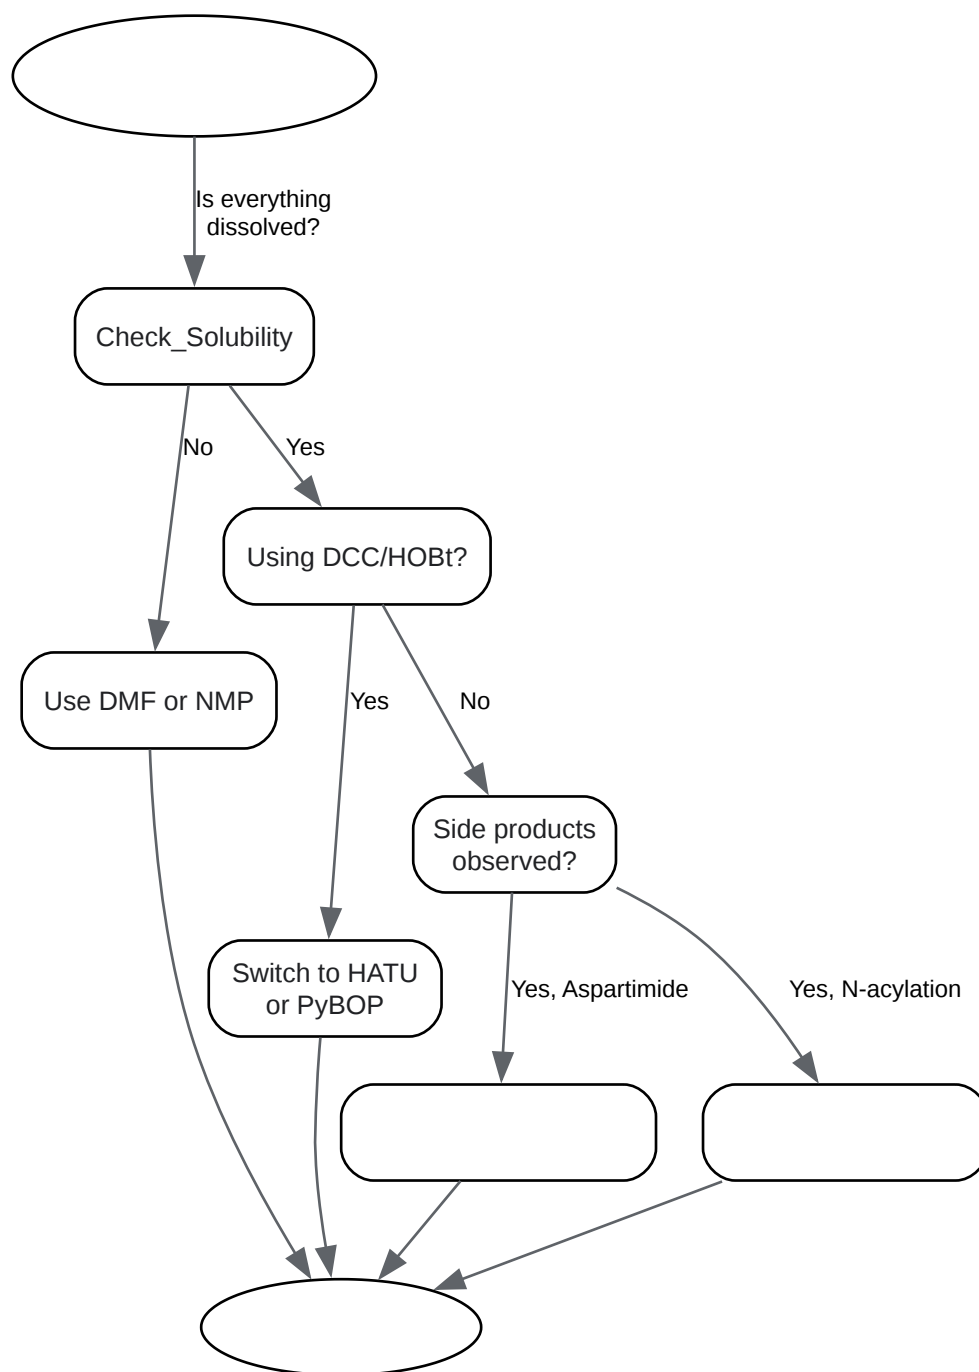 Is everything
dissolved?
Check_Solubility
No
Yes
Using DCC/HOBt?
Use DMF or NMP
Yes
No
Side products
observed?
Switch to HATU
or PyBOP
Yes, Aspartimide
Yes, N-acylation